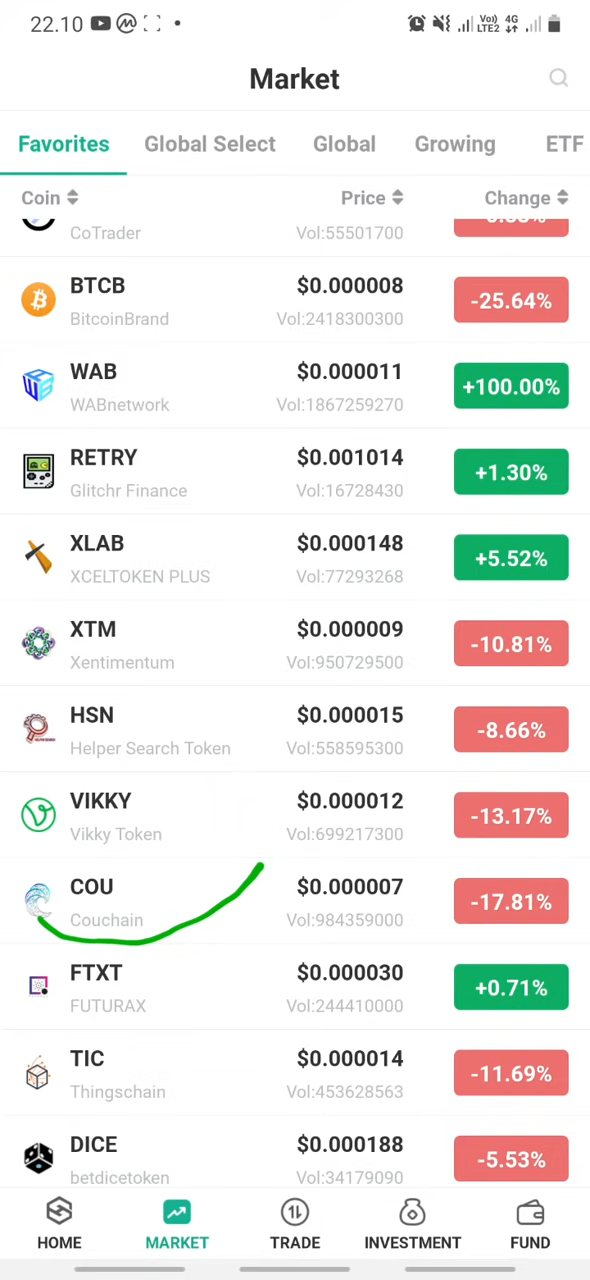 22.10
Vo))
LTE2
4G
Market
Favorites Global Select Global Growing ETF
Coin Price Change
CoTrader Vol:55501700
BTCB $0.000008 -25.64%
BitcoinBrand Vol:2418300300
WAB $0.000011 +100.00%
WABnetwork Vol:1867259270
RETRY $0.001014 +1.30%
Glitchr Finance Vol:16728430
XLAB $0.000148 +5.52%
XCELTOKEN PLUS Vol:77293268
XTM $0.000009 -10.81%
Xentimentum Vol:950729500
HSN $0.000015 -8.66%
Helper Search Token Vol:558595300
VIKKY $0.000012 -13.17%
Vikky Token Vol:699217300
COU $0.000007 -17.81%
Couchain Vol:984359000
FTXT $0.000030 +0.71%
FUTURAX Vol:244410000
TIC $0.000014 -11.69%
Thingschain Vol:453628563
DICE $0.000188 -5.53%
betdicetoken Vol:34179090
HOME MARKET TRADE INVESTMENT FUND